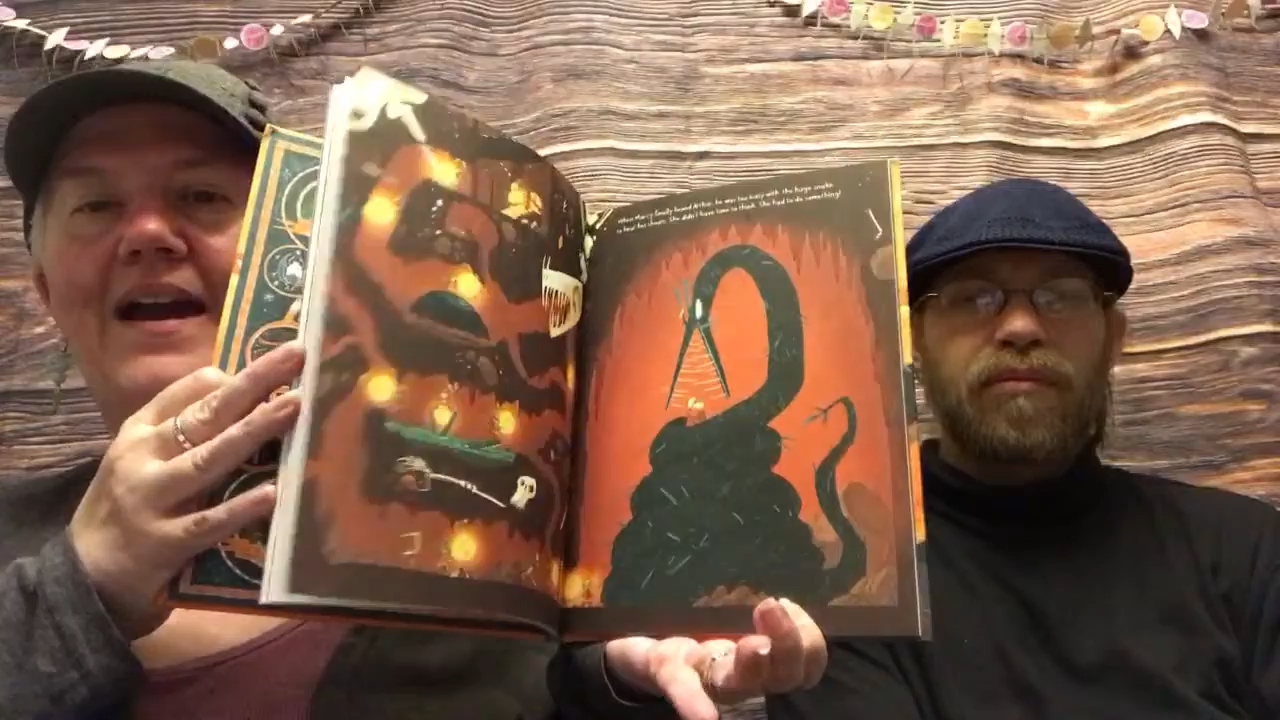 When Marcy finally found Arthur, he was too busy with the huge snake
to hear her shouts. She didn't have time to think. She had to do something!